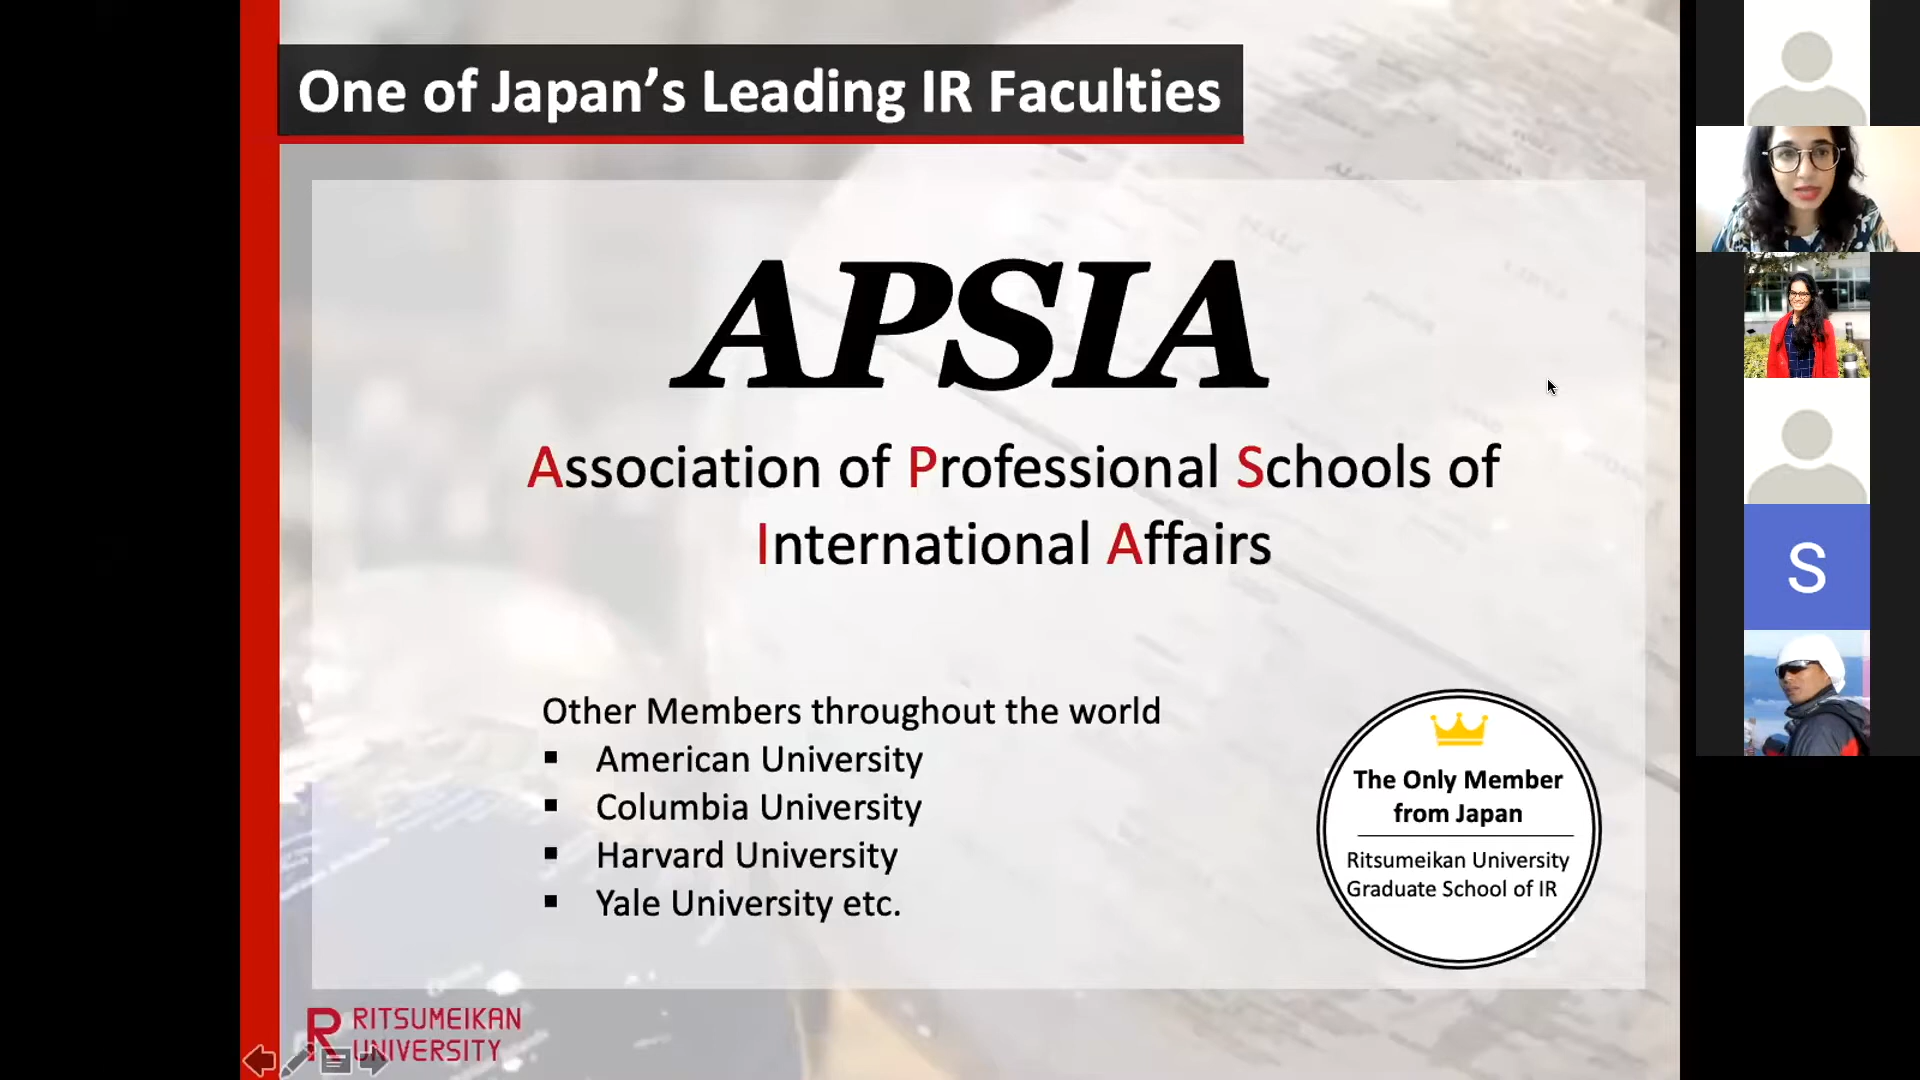 One of Japan’s Leading IR Faculties
APSIA
Association of Professional Schools of
International Affairs
Other Members throughout the world
▪ American University
▪ Columbia University
▪ Harvard University
▪ Yale University etc.
The Only Member
from Japan
Ritsumeikan University
Graduate School of IR
RITSUMEIKAN
UNIVERSITY
S